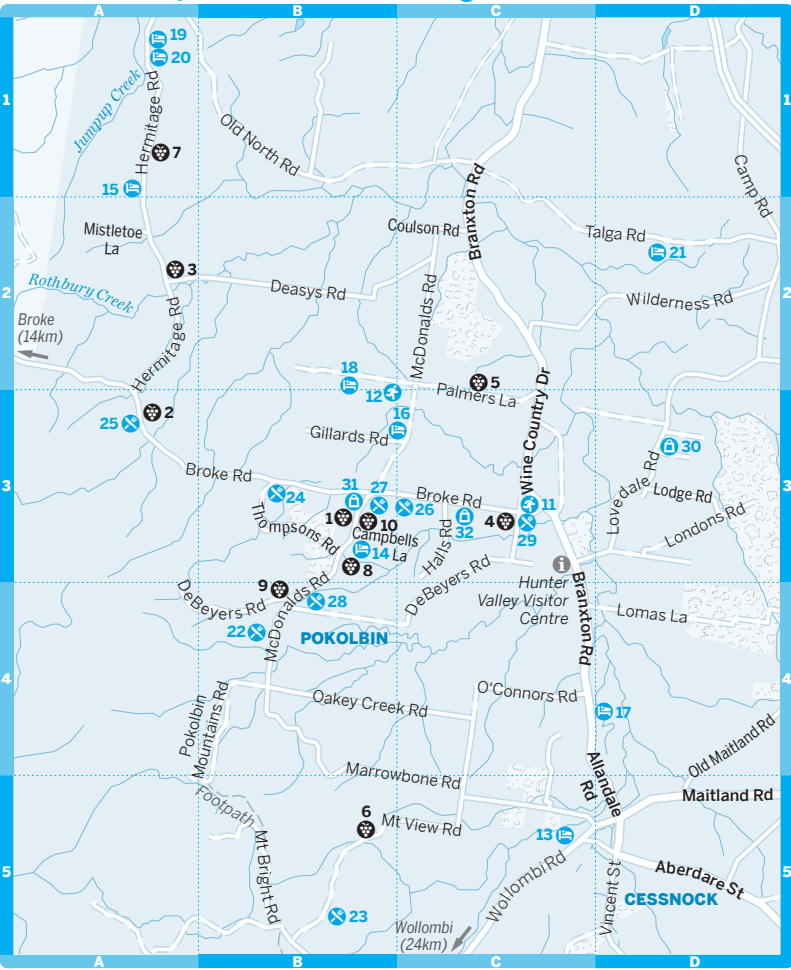 A B C D
19
20
1
Jumpup Creek
Hermitage Rd
7
15
Old North Rd
Branxton Rd
Camp Rd
1
Mistletoe
La
3
Rothbury Creek
Coulson Rd
Talga Rd
21
2
Deasys Rd
McDonalds Rd
Wilderness Rd
2
Broke
(14km)
Hermitage Rd
18
12
5
Palmers La
Wine Country Dr
2
25
16
Gillards Rd
30
3
Broke Rd
24
31
27
26
Broke Rd
11
Lovedale Rd
Lodge Rd
3
Thompsons Rd
1
10
Campbells
La
14
8
32
4
29
Halls Rd
Londons Rd
DeBeyers Rd
9
McDonalds Rd
28
DeBeyers Rd
Hunter
Valley Visitor
Centre
Branxton Rd
Lomas La
22
POKOLBIN
4
Oakey Creek Rd
O'Connors Rd
17
4
Pokolbin
Mountains Rd
Allandale
Rd
Old Maitland Rd
Footpath
Marrowbone Rd
Maitland Rd
6
Mt View Rd
13
5
Mt Bright Rd
Wollombi Rd
Vincent St
Aberdare St
5
CESSNOCK
23
Wollombi
(24km)
A B C D